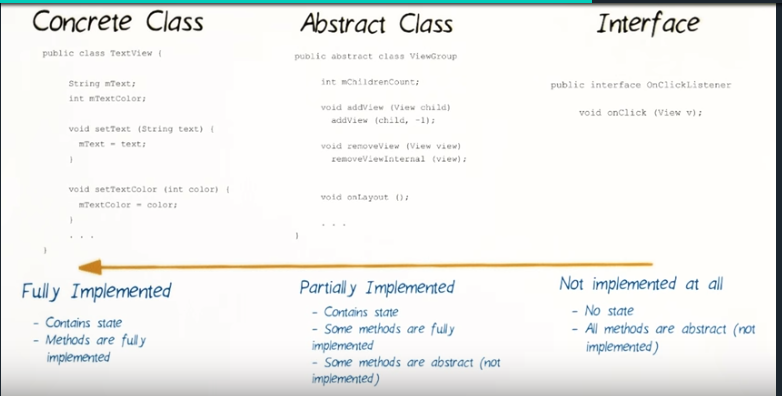 Concrete Class
public class TextView {
String mText;
int mTextColor;
void setText (String text) {
mText = text;
}
void setTextColor (int color) {
mTextColor = color;
}
. . .
}
Fully Implemented
- Contains state
- Methods are fully
implemented
Abstract Class
public abstract class ViewGroup
int mChildrenCount;
void addView (View child)
addView (child, -1);
void removeView (View view)
removeViewInternal (view);
void onLayout ();
. . .
}
Partially Implemented
- Contains state
- Some methods are fully
implemented
- Some methods are abstract (not
implemented)
Interface
public interface OnClickListener
void onClick (View v);
Not implemented at all
- No state
- All methods are abstract (not
implemented)